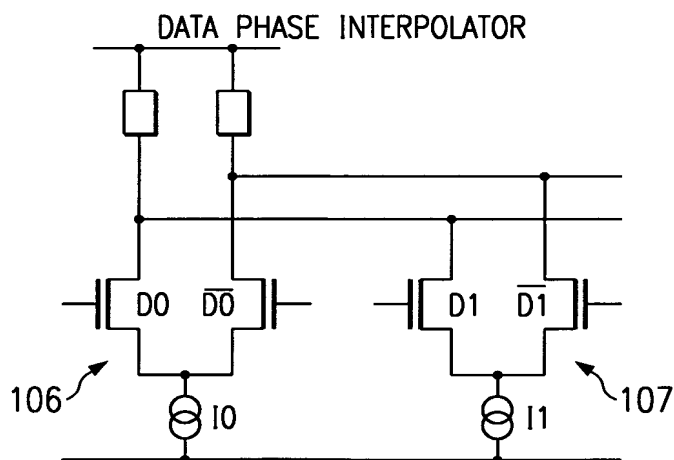 DATA PHASE INTERPOLATOR
D0 D̅0̅ D1 D̅1̅
106 I0 I1 107